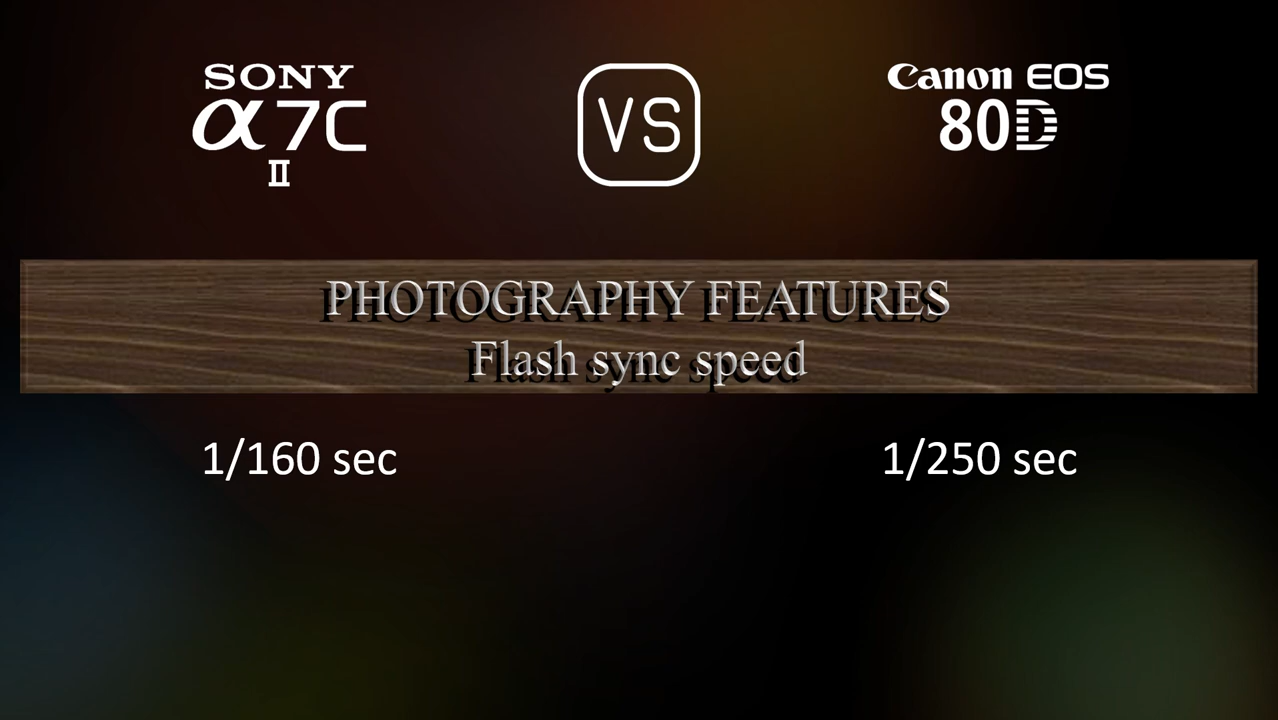 SONY
α7C
II
VS
Canon EOS
80D
PHOTOGRAPHY FEATURES
Flash sync speed
1/160 sec
1/250 sec